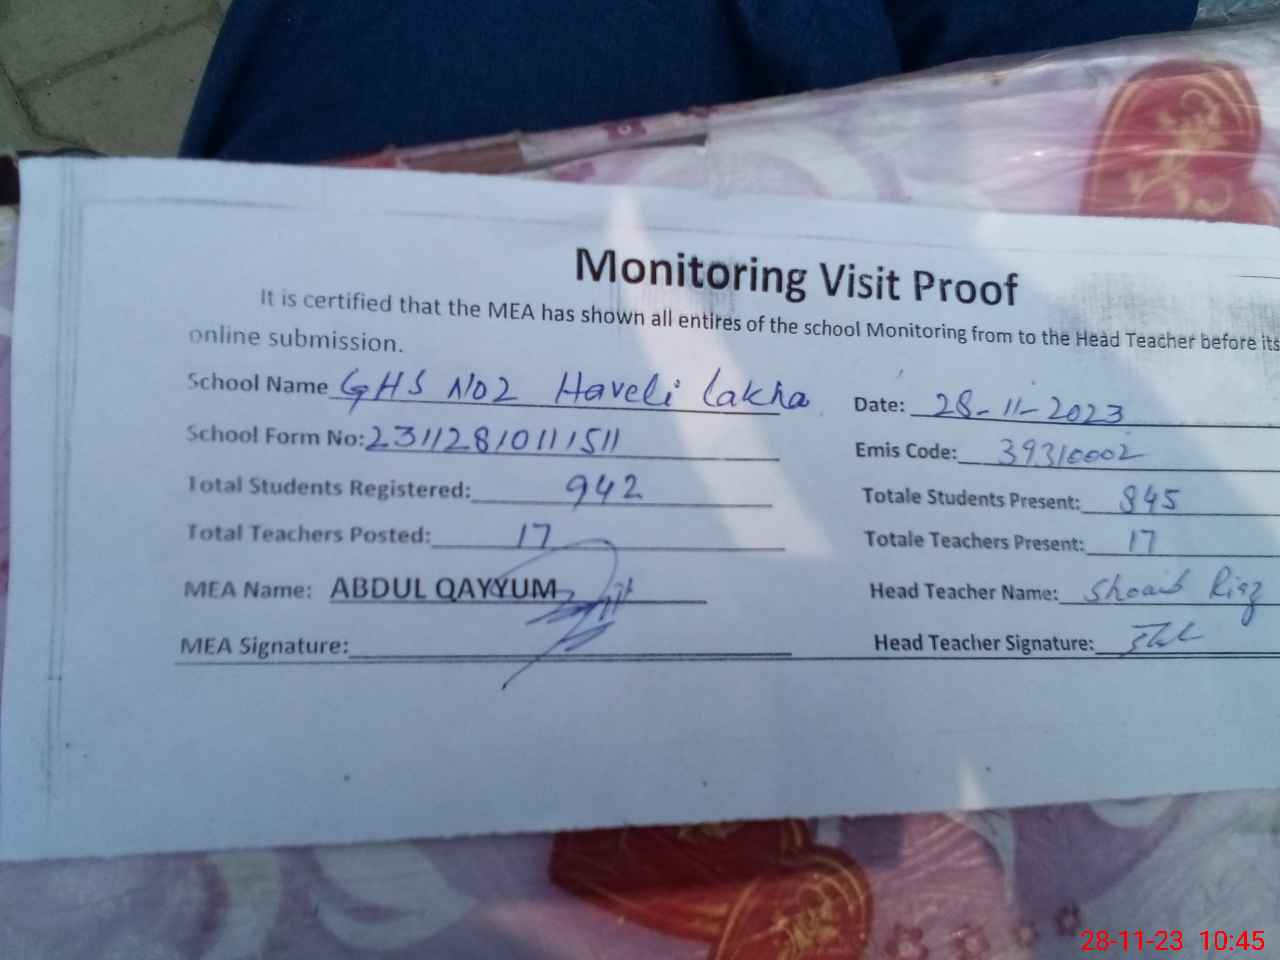 Monitoring Visit Proof
It is certified that the MEA has shown all entires of the school Monitoring from to the Head Teacher before its
online submission.
School Name GHS NO2 Haveli Lakha Date: 28-11-2023
School Form No: 231128101111511 Emis Code: 39310002
Total Students Registered: 942 Totale Students Present: 845
Total Teachers Posted: 17 Totale Teachers Present: 17
MEA Name: ABDUL QAYYUM Head Teacher Name: Shoaib Riaz
MEA Signature: Head Teacher Signature:
28-11-23 10:45